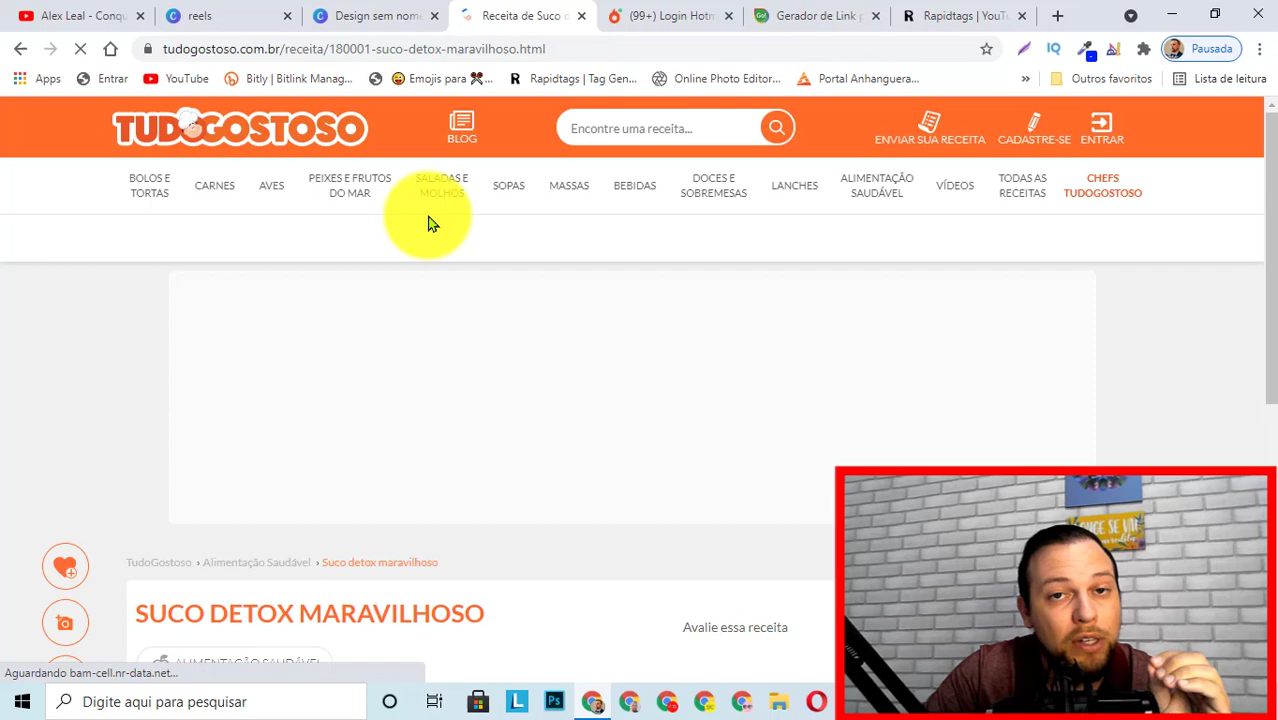 Alex Leal - Conqu
reels
Design sem nome
Receita de Suco d
(99+) Login Hotm
Gerador de Link p
Rapidtags | YouT
tudogostoso.com.br/receita/180001-suco-detox-maravilhoso.html
Pausada
Apps
Entrar
YouTube
Bitly | Bitlink Manag...
Emojis para
Rapidtags | Tag Gen...
Online Photo Editor...
Portal Anhanguera...
Outros favoritos
Lista de leitura
TUDOGOSTOSO
BLOG
Encontre uma receita...
ENVIAR SUA RECEITA
CADASTRE-SE
ENTRAR
BOLOS E
TORTAS
CARNES
AVES
PEIXES E FRUTOS
DO MAR
SALADAS E
MOLHOS
SOPAS
MASSAS
BEBIDAS
DOCES E
SOBREMESAS
LANCHES
ALIMENTAÇÃO
SAUDÁVEL
VÍDEOS
TODAS AS
RECEITAS
CHEFS
TUDOGOSTOSO
TudoGostoso › Alimentação Saudável › Suco detox maravilhoso
SUCO DETOX MARAVILHOSO
Avalie essa receita
ALIMENTAÇÃO SAUDÁVEL
Aguardando bam-cell.nr-data.net...
Digite aqui para pesquisar